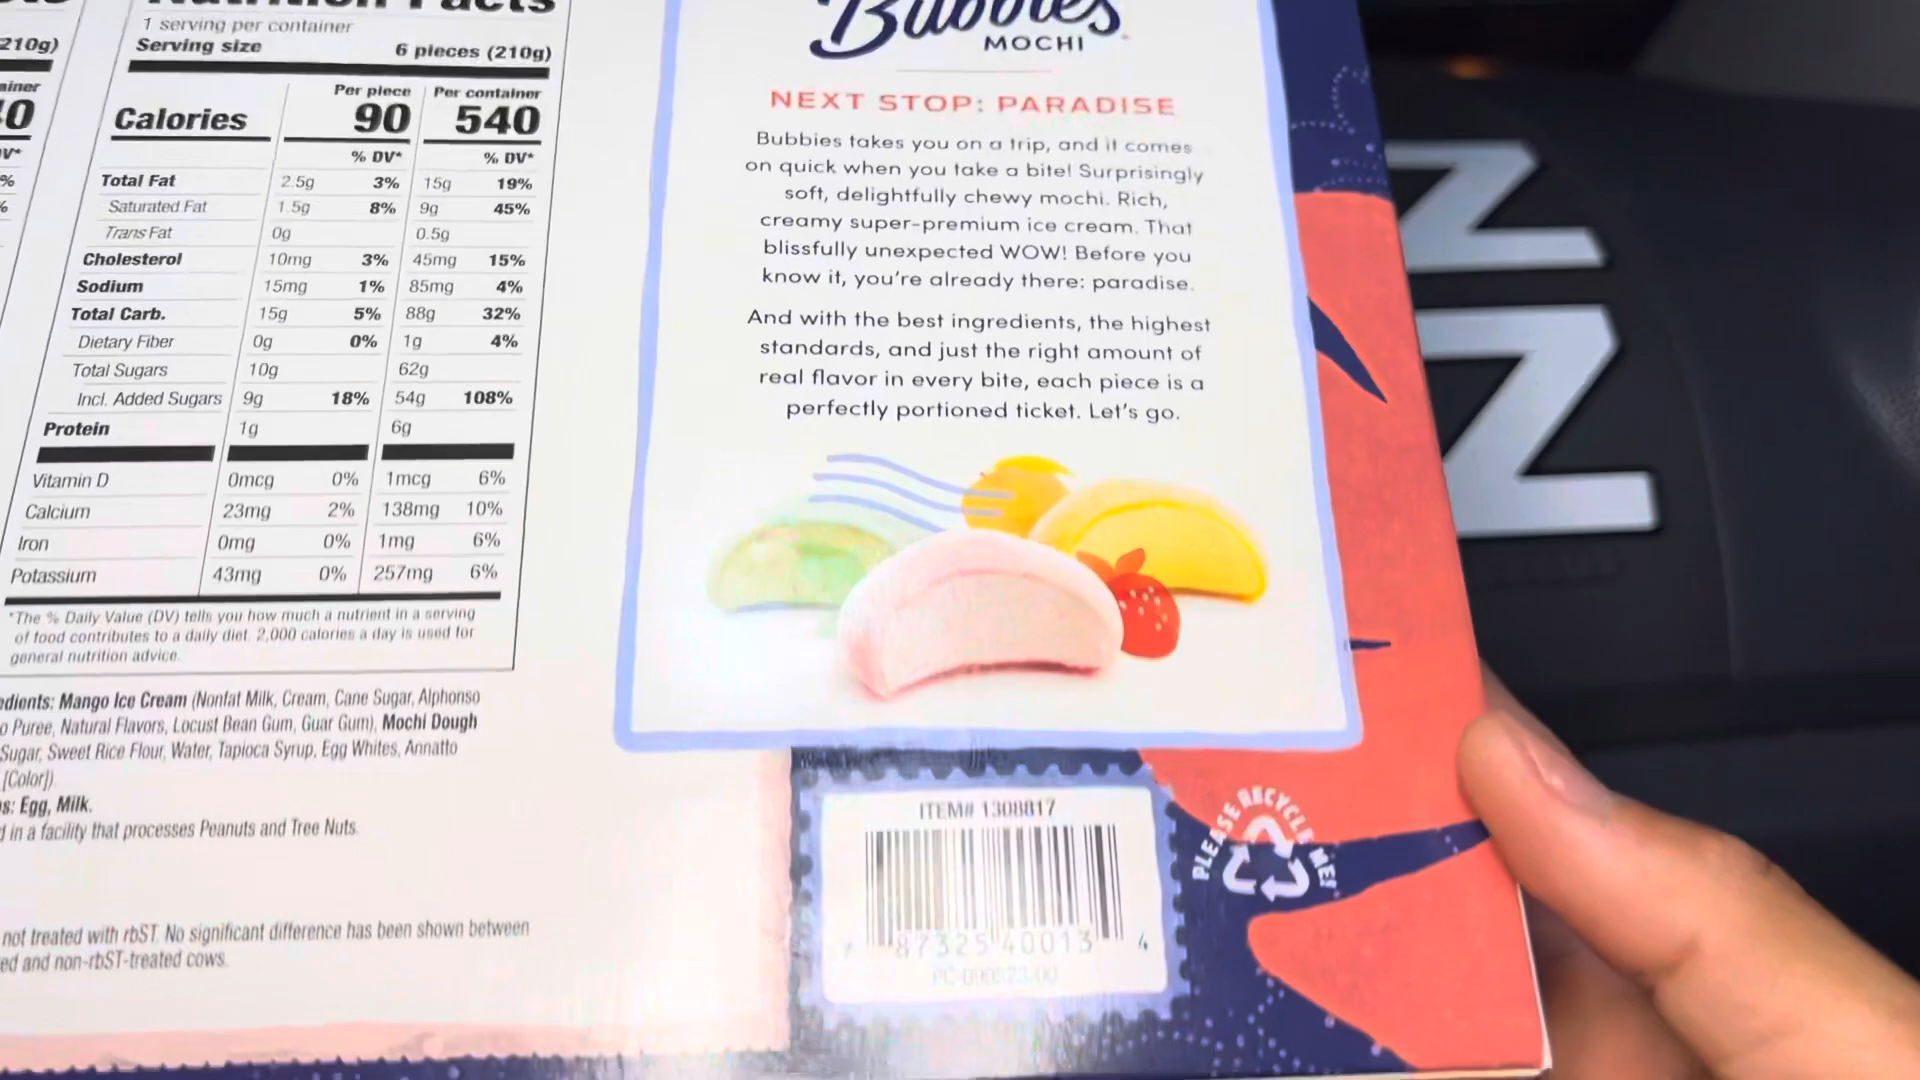 Nutrition Facts
1 serving per container
Serving size 6 pieces (210g)
Per piece Per container
Calories 90 540
% DV* % DV*
Total Fat 2.5g 3% 15g 19%
Saturated Fat 1.5g 8% 9g 45%
Trans Fat 0g 0.5g
Cholesterol 10mg 3% 45mg 15%
Sodium 15mg 1% 85mg 4%
Total Carb. 15g 5% 88g 32%
Dietary Fiber 0g 0% 1g 4%
Total Sugars 10g 62g
Incl. Added Sugars 9g 18% 54g 108%
Protein 1g 6g
Vitamin D 0mcg 0% 1mcg 6%
Calcium 23mg 2% 138mg 10%
Iron 0mg 0% 1mg 6%
Potassium 43mg 0% 257mg 6%
*The % Daily Value (DV) tells you how much a nutrient in a serving
of food contributes to a daily diet. 2,000 calories a day is used for
general nutrition advice.
Mango Ice Cream (Nonfat Milk, Cream, Cane Sugar, Alphonso
Puree, Natural Flavors, Locust Bean Gum, Guar Gum), Mochi Dough
Sugar, Sweet Rice Flour, Water, Tapioca Syrup, Egg Whites, Annatto
[Color])
Egg, Milk.
in a facility that processes Peanuts and Tree Nuts.
not treated with rbST. No significant difference has been shown between
and non-rbST-treated cows.
210g)
Bubbies
MOCHI
NEXT STOP: PARADISE
Bubbies takes you on a trip, and it comes
on quick when you take a bite! Surprisingly
soft, delightfully chewy mochi. Rich,
creamy super-premium ice cream. That
blissfully unexpected WOW! Before you
know it, you're already there: paradise.
And with the best ingredients, the highest
standards, and just the right amount of
real flavor in every bite, each piece is a
perfectly portioned ticket. Let's go.
ITEM# 1308817
7 87325 40013 4
PLEASE RECYCLE ME!